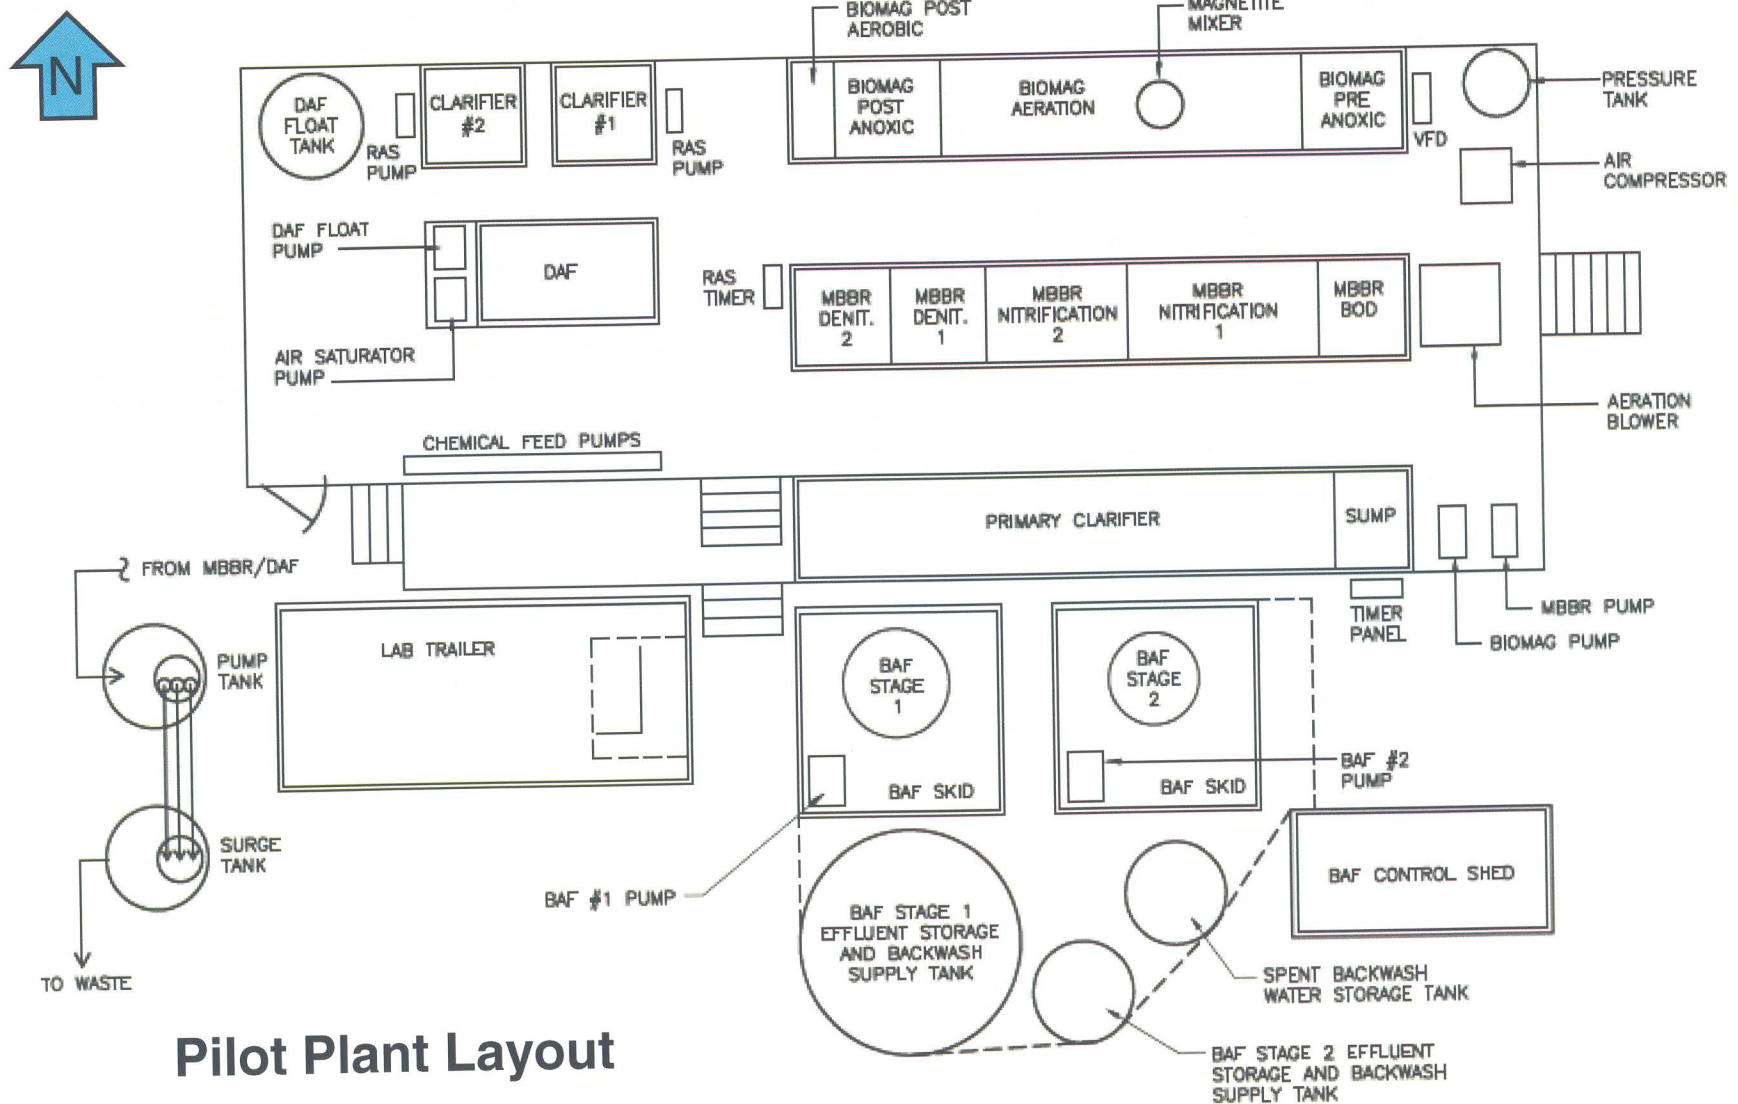 N
BIOMAG POST
AEROBIC
MAGNETITE
MIXER
DAF
FLOAT
TANK
RAS
PUMP
CLARIFIER
#2
CLARIFIER
#1
RAS
PUMP
BIOMAG
POST
ANOXIC
BIOMAG
AERATION
BIOMAG
PRE
ANOXIC
VFD
PRESSURE
TANK
AIR
COMPRESSOR
DAF FLOAT
PUMP
DAF
AIR SATURATOR
PUMP
RAS
TIMER
MBBR
DENIT.
2
MBBR
DENIT.
1
MBBR
NITRIFICATION
2
MBBR
NITRIFICATION
1
MBBR
BOD
AERATION
BLOWER
CHEMICAL FEED PUMPS
PRIMARY CLARIFIER
SUMP
FROM MBBR/DAF
TIMER
PANEL
MBBR PUMP
BIOMAG PUMP
PUMP
TANK
LAB TRAILER
BAF
STAGE
1
BAF SKID
BAF
STAGE
2
BAF SKID
BAF #2
PUMP
SURGE
TANK
BAF #1 PUMP
BAF CONTROL SHED
BAF STAGE 1
EFFLUENT STORAGE
AND BACKWASH
SUPPLY TANK
TO WASTE
SPENT BACKWASH
WATER STORAGE TANK
BAF STAGE 2 EFFLUENT
STORAGE AND BACKWASH
SUPPLY TANK
Pilot Plant Layout